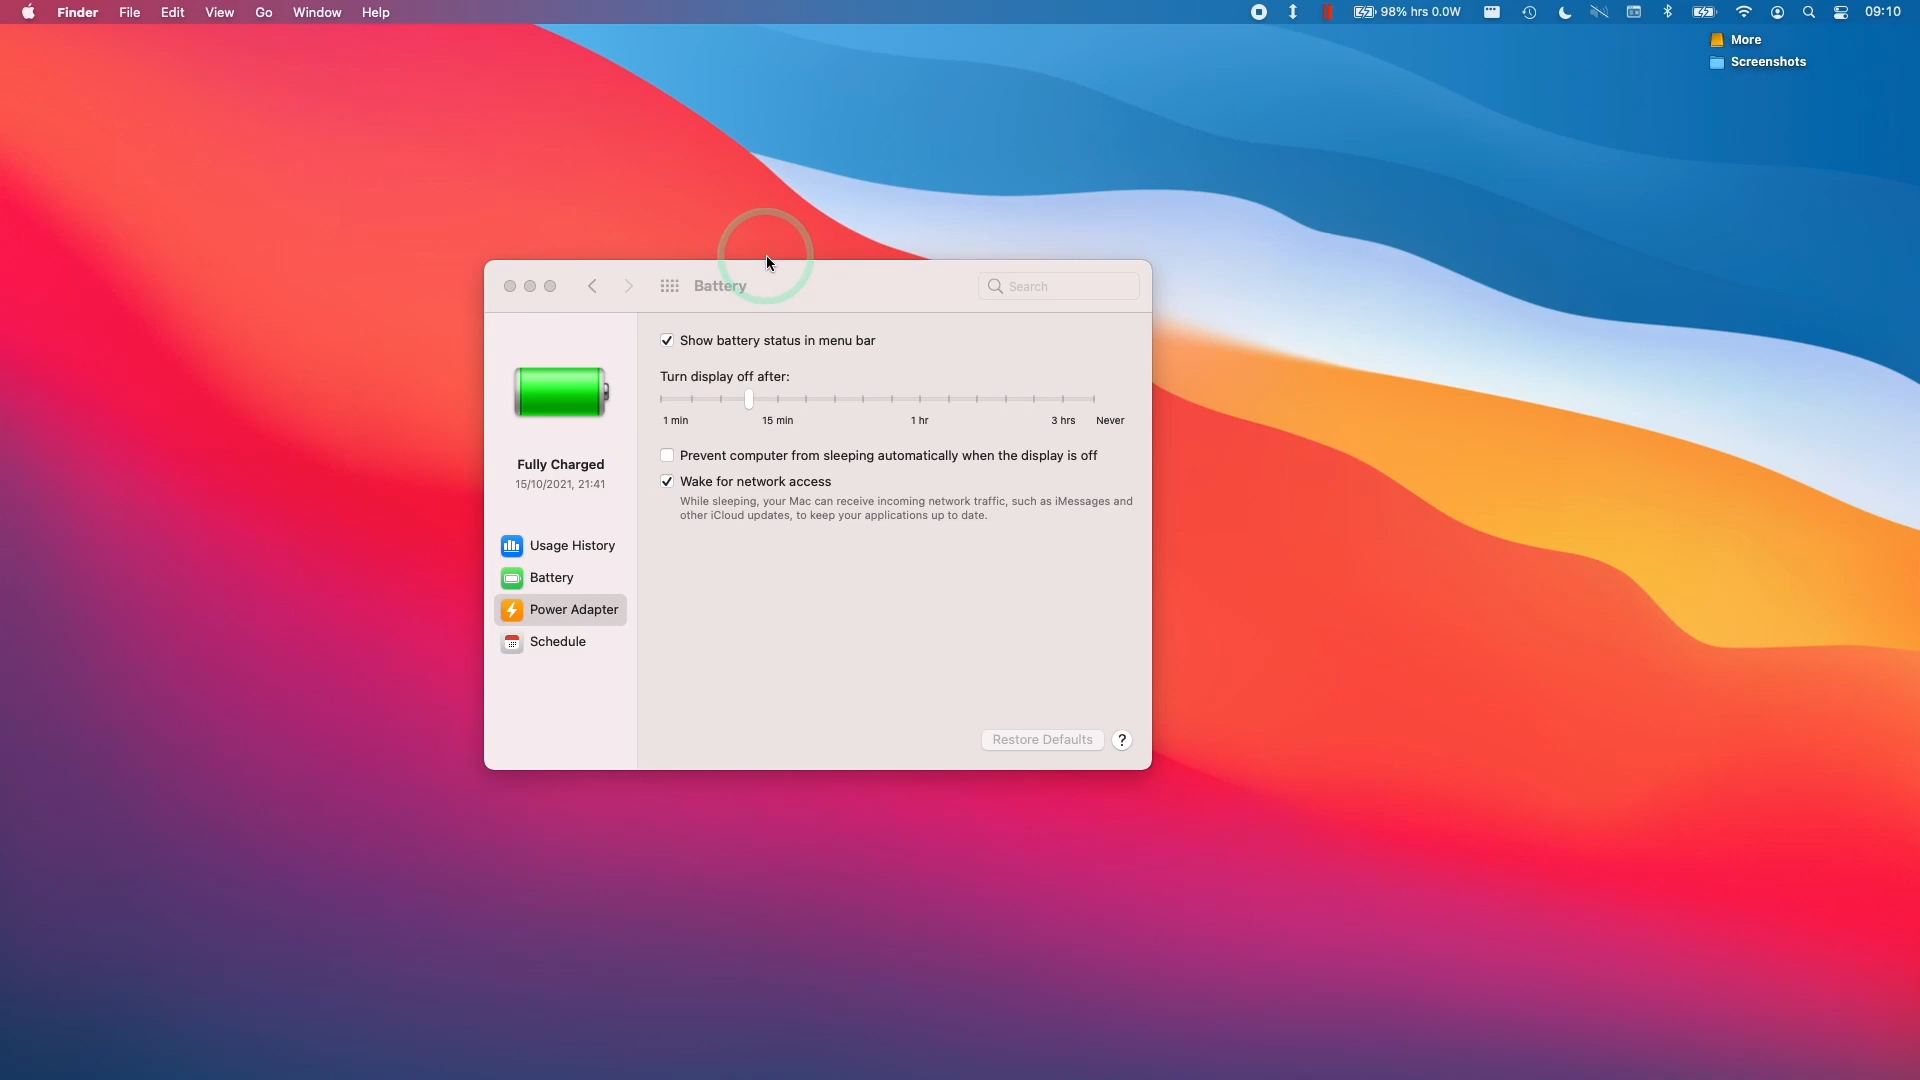 Finder File Edit View Go Window Help 98% hrs 0.0W 09:10
More
Screenshots
Battery Search
Show battery status in menu bar
Turn display off after:
1 min 15 min 1 hr 3 hrs Never
Prevent computer from sleeping automatically when the display is off
Wake for network access
While sleeping, your Mac can receive incoming network traffic, such as iMessages and
other iCloud updates, to keep your applications up to date.
Fully Charged
15/10/2021, 21:41
Usage History
Battery
Power Adapter
Schedule
Restore Defaults ?